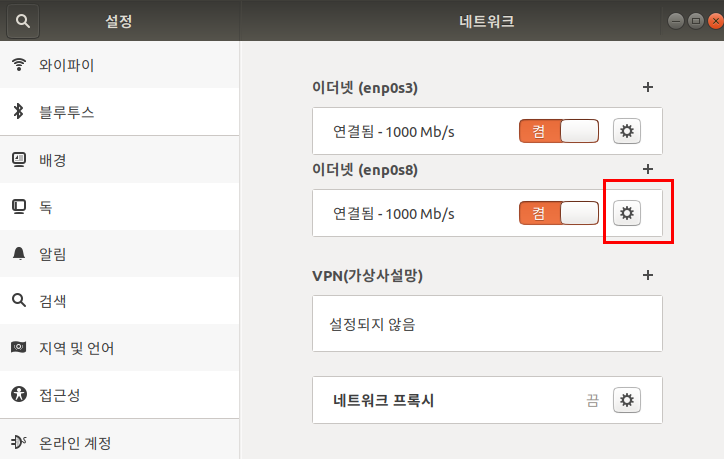 설정
네트워크
와이파이
블루투스
배경
독
알림
검색
지역 및 언어
접근성
온라인 계정
이더넷 (enp0s3)
연결됨 - 1000 Mb/s
켬
이더넷 (enp0s8)
연결됨 - 1000 Mb/s
켬
VPN(가상사설망)
설정되지 않음
네트워크 프록시
끔